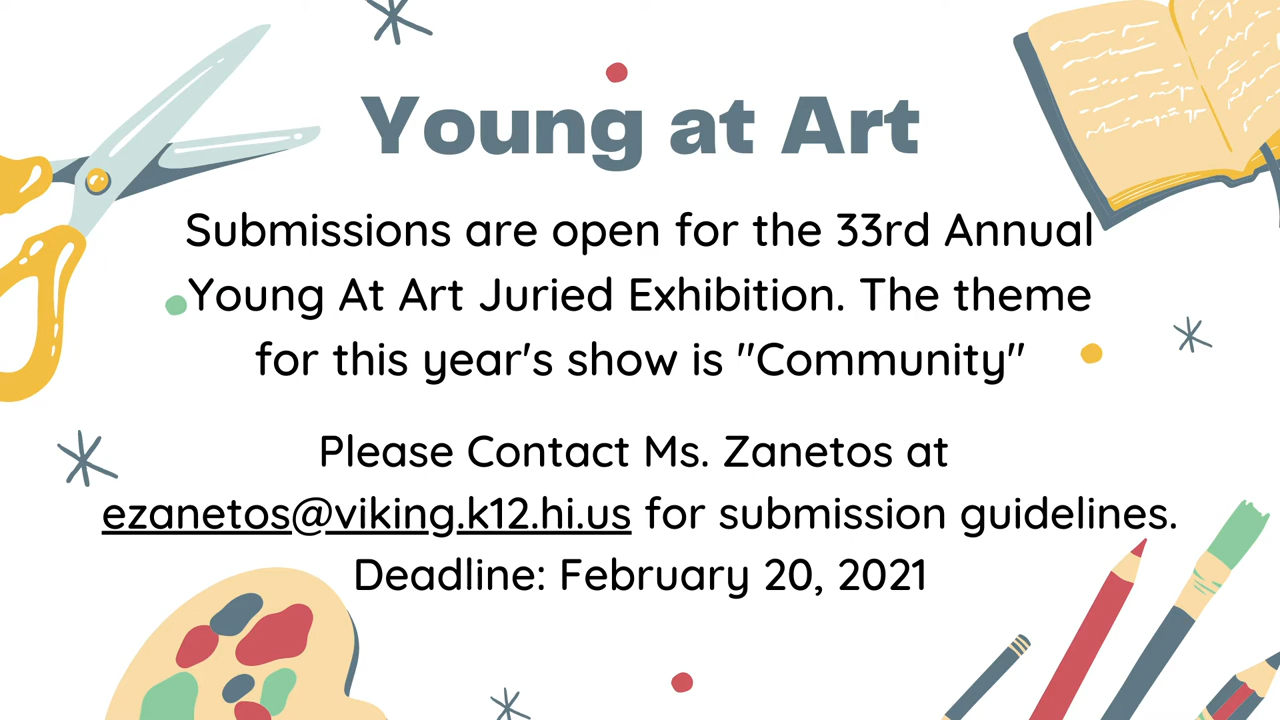 Young at Art
Submissions are open for the 33rd Annual
Young At Art Juried Exhibition. The theme
for this year's show is "Community"
Please Contact Ms. Zanetos at
ezanetos@viking.k12.hi.us for submission guidelines.
Deadline: February 20, 2021